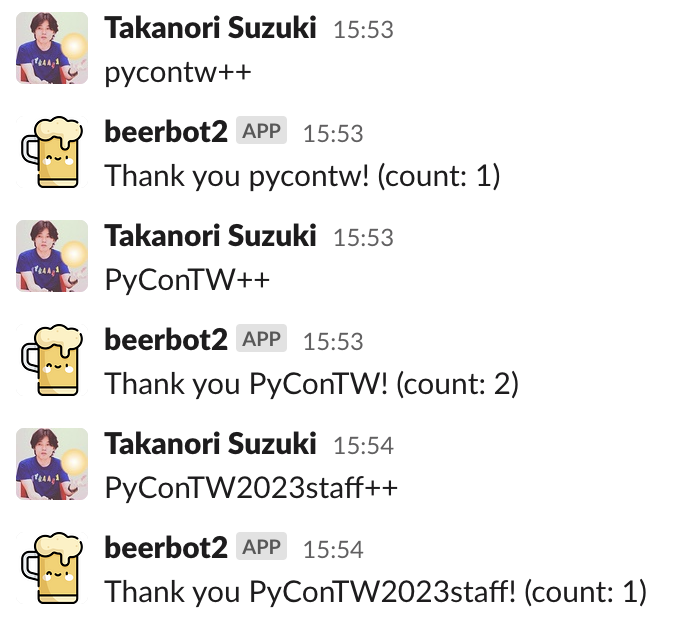 Takanori Suzuki 15:53
pycontw++
beerbot2 APP 15:53
Thank you pycontw! (count: 1)
Takanori Suzuki 15:53
PyConTW++
beerbot2 APP 15:53
Thank you PyConTW! (count: 2)
Takanori Suzuki 15:54
PyConTW2023staff++
beerbot2 APP 15:54
Thank you PyConTW2023staff! (count: 1)